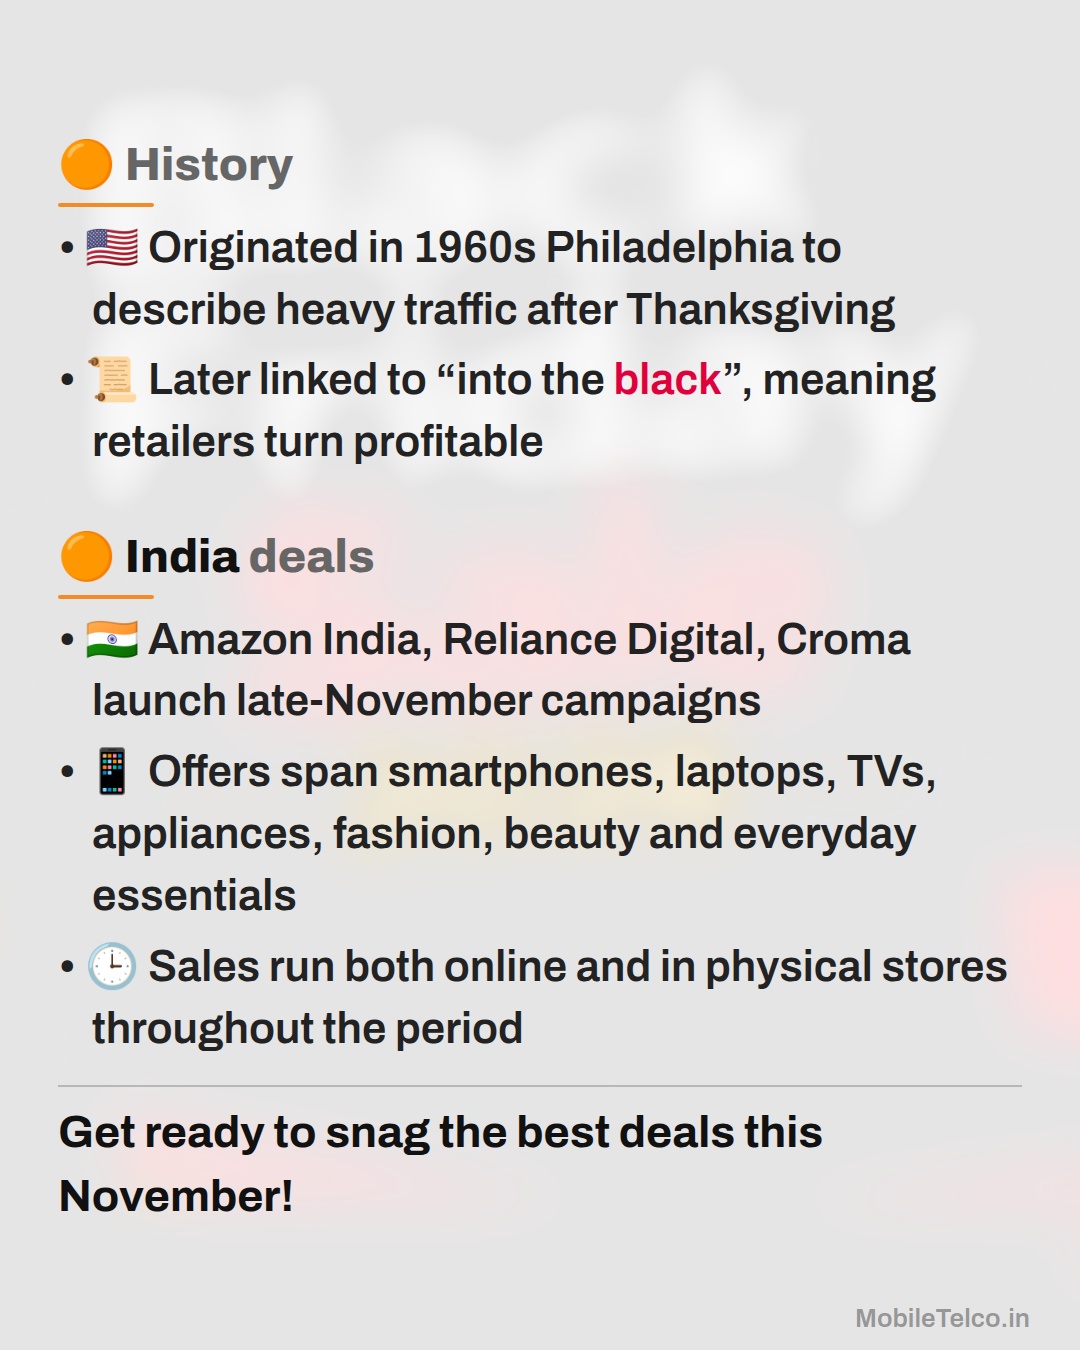 🟠 History
• 🇺🇸 Originated in 1960s Philadelphia to
describe heavy traffic after Thanksgiving
• 📜 Later linked to “into the black”, meaning
retailers turn profitable
🟠 India deals
• 🇮🇳 Amazon India, Reliance Digital, Croma
launch late-November campaigns
• 📱 Offers span smartphones, laptops, TVs,
appliances, fashion, beauty and everyday
essentials
• 🕒 Sales run both online and in physical stores
throughout the period
Get ready to snag the best deals this
November!
MobileTelco.in